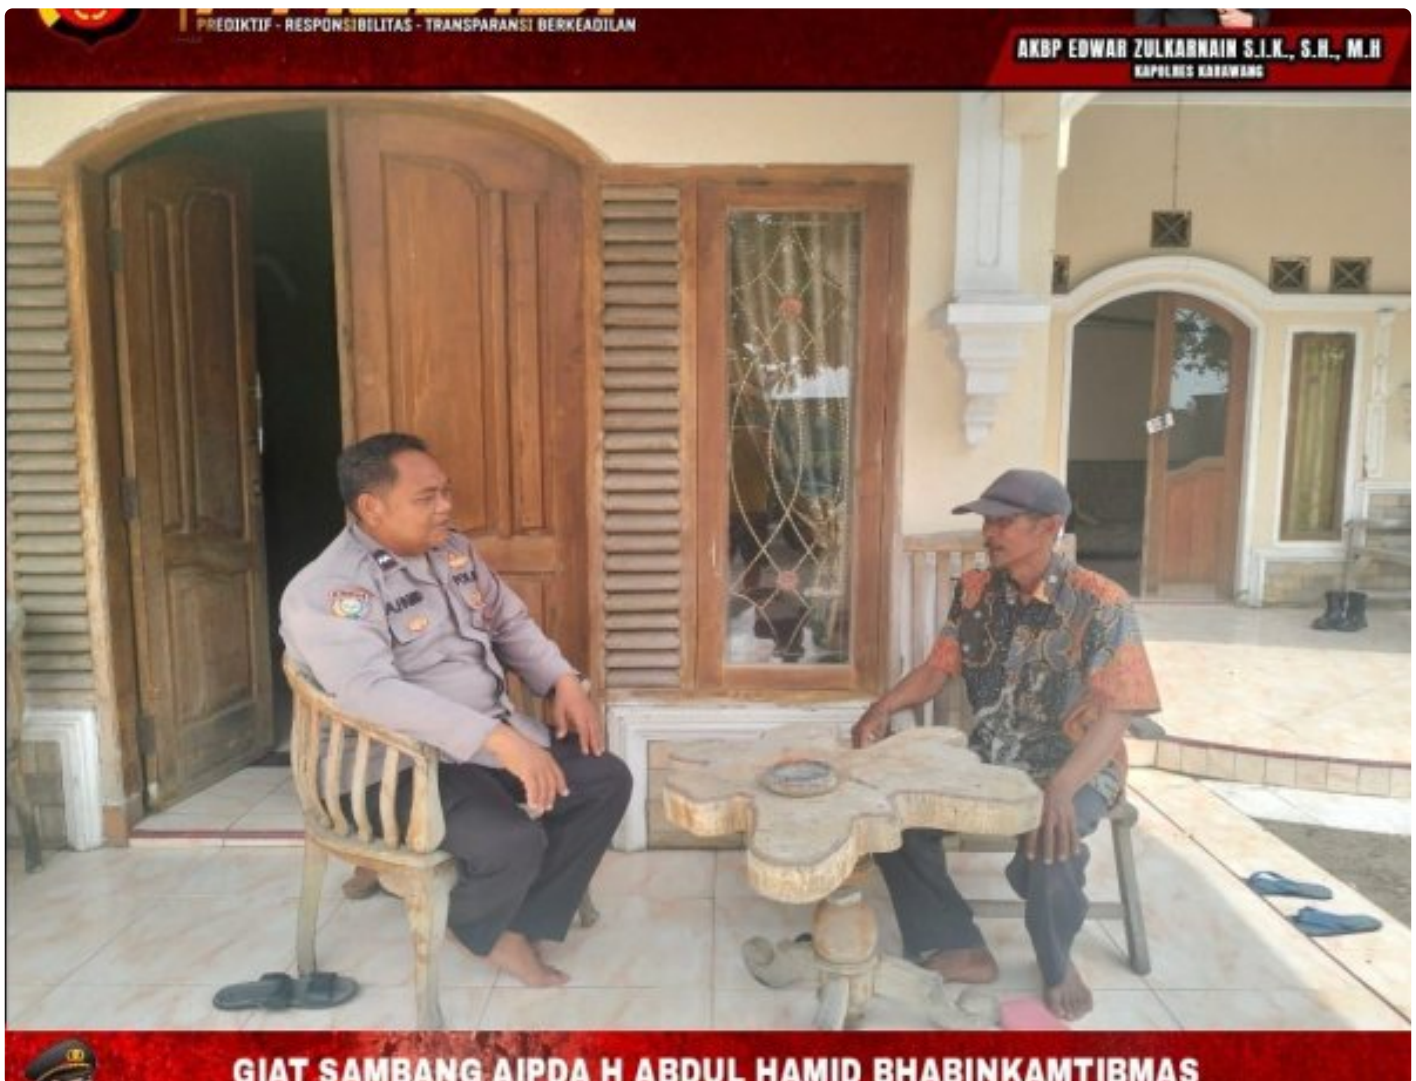 PREDIKTIF - RESPONSIBILITAS - TRANSPARANSI BERKEADILAN
AKBP EDWAR ZULKARNAIN S.I.K., S.H., M.H
KAPOLRES KARAWANG
GIAT SAMBANG AIPDA H ABDUL HAMID BHABINKAMTIBMAS